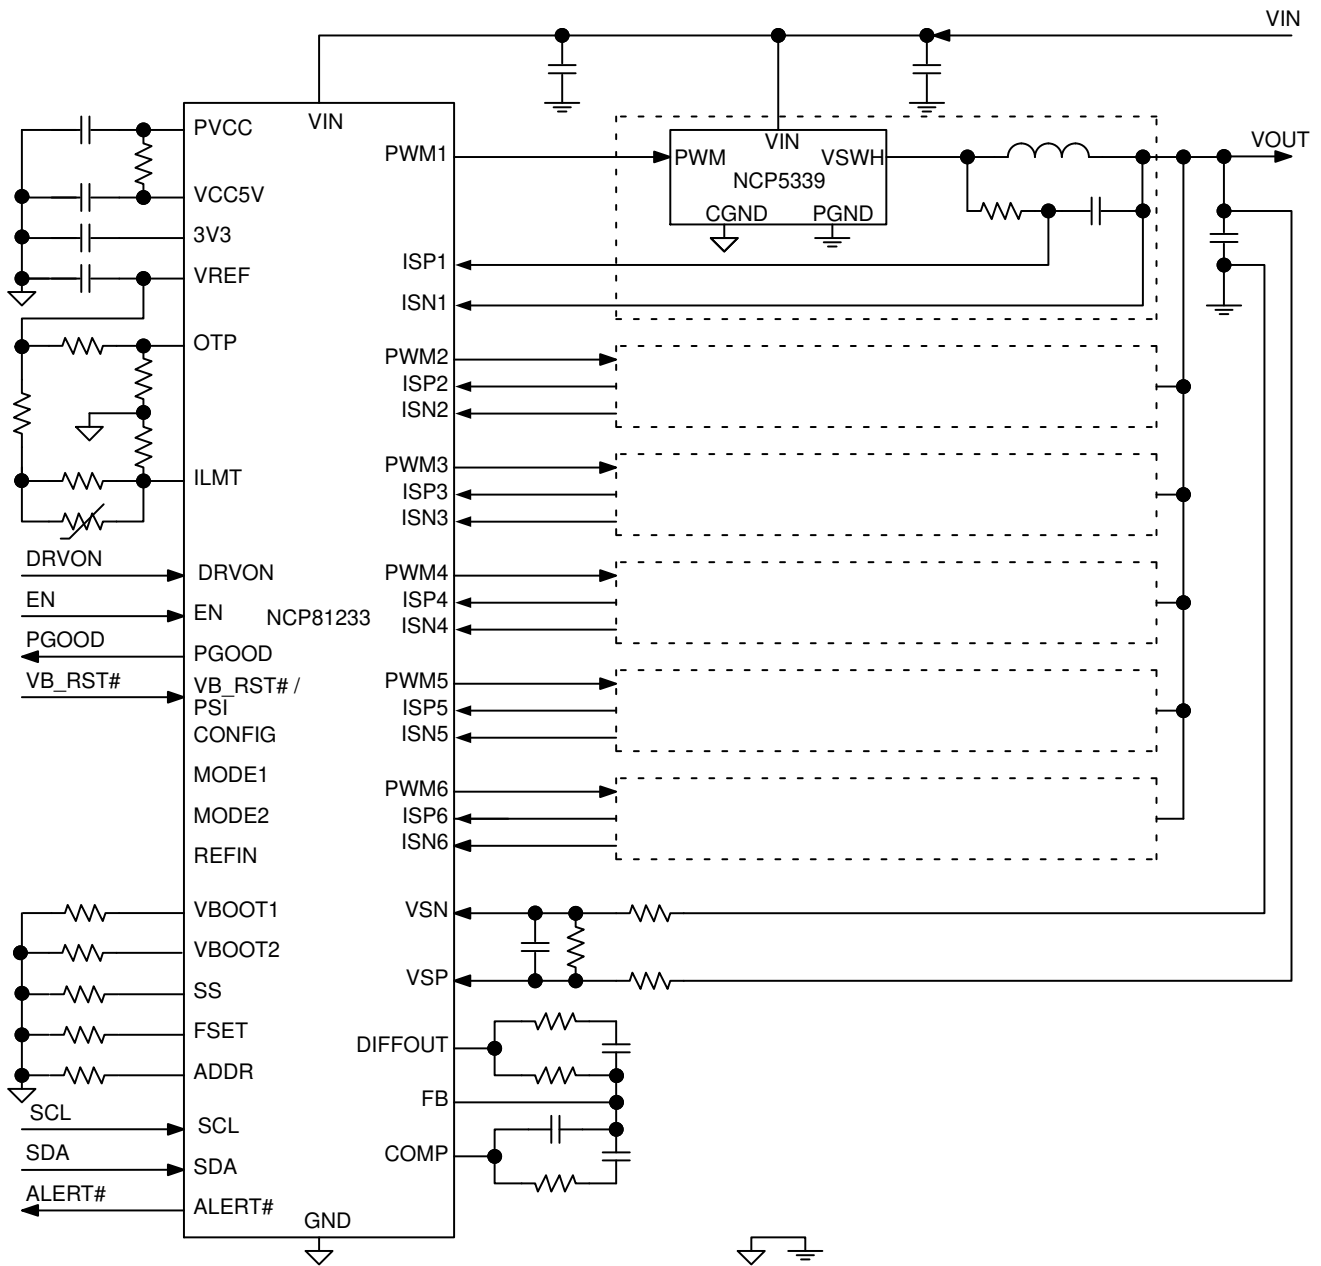 VIN
VIN
PVCC
PWM1
PWM
VIN
VSWH
NCP5339
CGND
PGND
VOUT
VCC5V
3V3
VREF
ISP1
ISN1
OTP
PWM2
ISP2
ISN2
ILMT
PWM3
ISP3
ISN3
DRVON
DRVON
PWM4
ISP4
ISN4
EN
EN
NCP81233
PGOOD
PGOOD
VB_RST#
VB_RST# /
PSI
CONFIG
PWM5
ISP5
ISN5
MODE1
MODE2
REFIN
PWM6
ISP6
ISN6
VBOOT1
VSN
VBOOT2
VSP
SS
FSET
DIFFOUT
ADDR
FB
SCL
SCL
COMP
SDA
SDA
ALERT#
ALERT#
GND